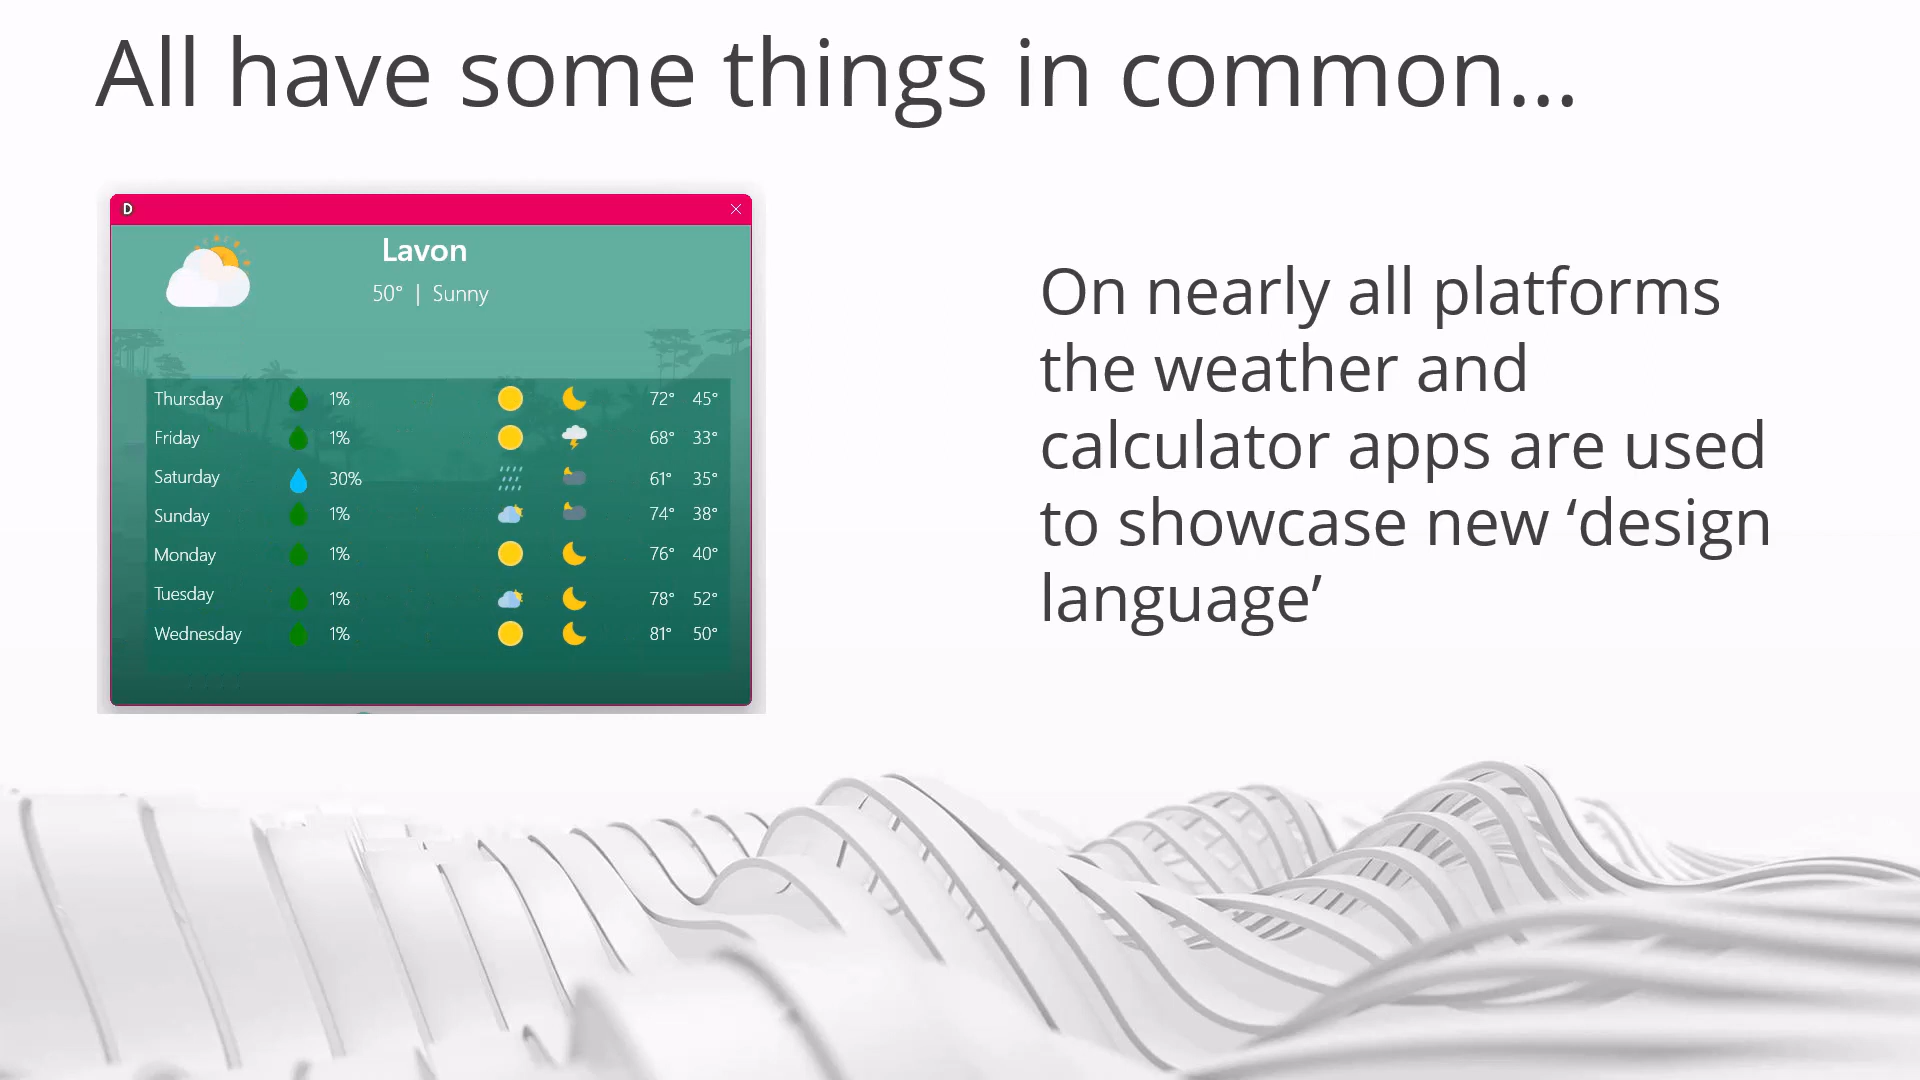 All have some things in common...
D
Lavon
50° | Sunny
Thursday 1% 72° 45°
Friday 1% 68° 33°
Saturday 30% 61° 35°
Sunday 1% 74° 38°
Monday 1% 76° 40°
Tuesday 1% 78° 52°
Wednesday 1% 81° 50°
On nearly all platforms
the weather and
calculator apps are used
to showcase new ‘design
language’